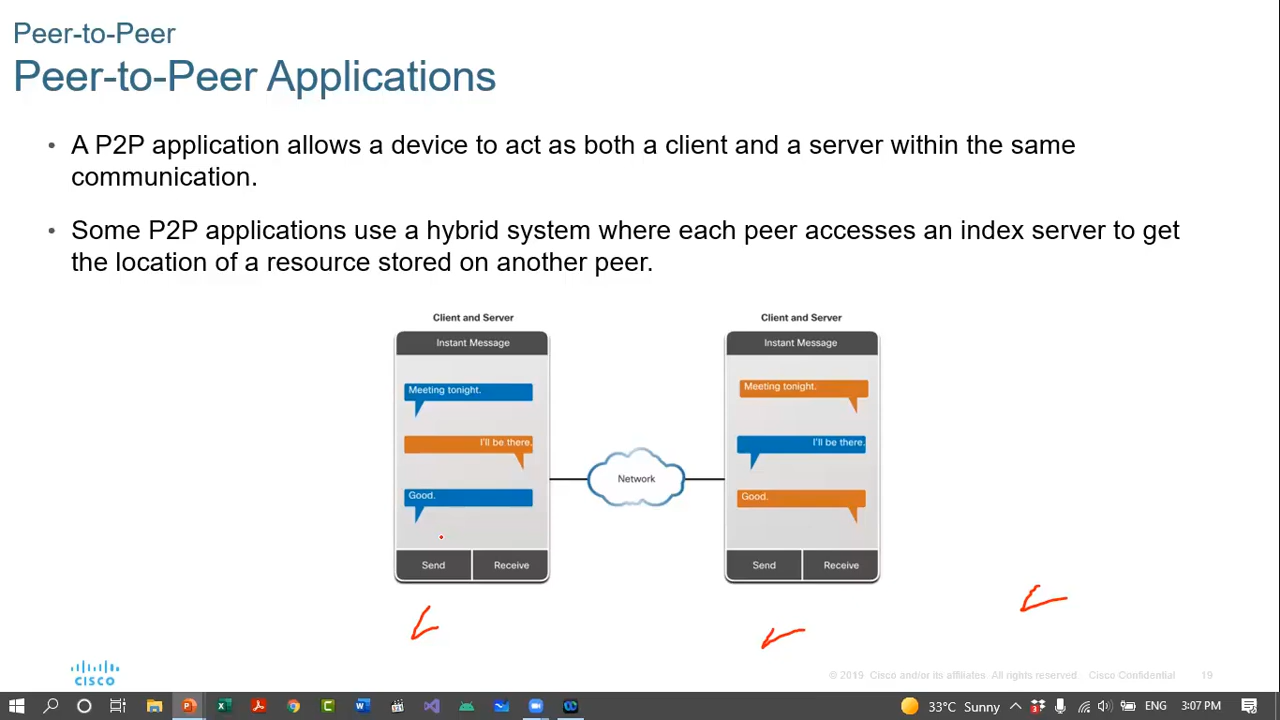 Peer-to-Peer
Peer-to-Peer Applications
• A P2P application allows a device to act as both a client and a server within the same
communication.
• Some P2P applications use a hybrid system where each peer accesses an index server to get
the location of a resource stored on another peer.
Client and Server
Instant Message
Meeting tonight.
I'll be there.
Good.
Send Receive
Network
Client and Server
Instant Message
Meeting tonight.
I'll be there.
Good.
Send Receive
CISCO
© 2019 Cisco and/or its affiliates. All rights reserved. Cisco Confidential 19
33°C Sunny 3:07 PM